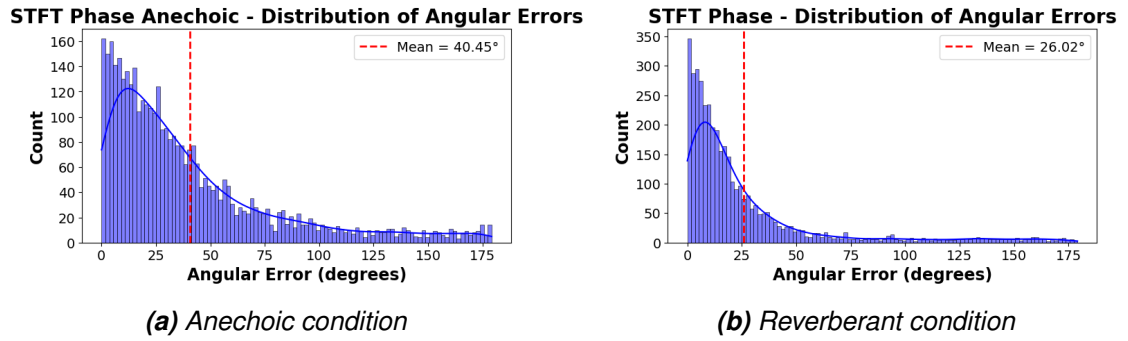 STFT Phase Anechoic - Distribution of Angular Errors
Mean = 40.45°
Count
160
140
120
100
80
60
40
20
0
0 25 50 75 100 125 150 175
Angular Error (degrees)
(a) Anechoic condition
STFT Phase - Distribution of Angular Errors
Mean = 26.02°
Count
350
300
250
200
150
100
50
0
0 25 50 75 100 125 150 175
Angular Error (degrees)
(b) Reverberant condition